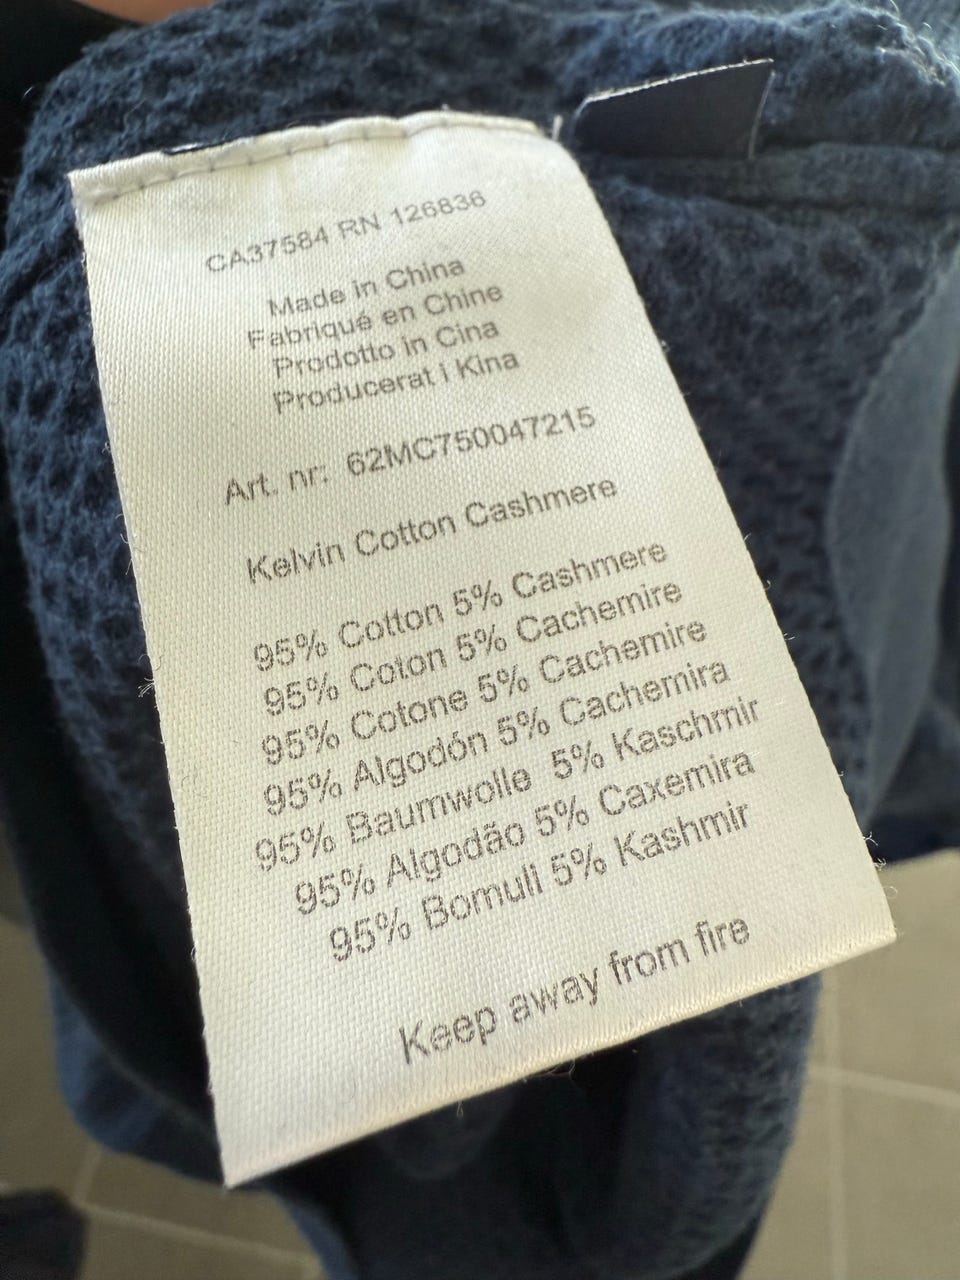 CA37584 RN 126836
Made in China
Fabriqué en Chine
Prodotto in Cina
Producerat i Kina
Art. nr: 62MC750047215
Kelvin Cotton Cashmere
95% Cotton 5% Cashmere
95% Coton 5% Cachemire
95% Cotone 5% Cachemire
95% Algodón 5% Cachemira
95% Baumwolle 5% Kaschmir
95% Algodão 5% Caxemira
95% Bomull 5% Kashmir
Keep away from fire